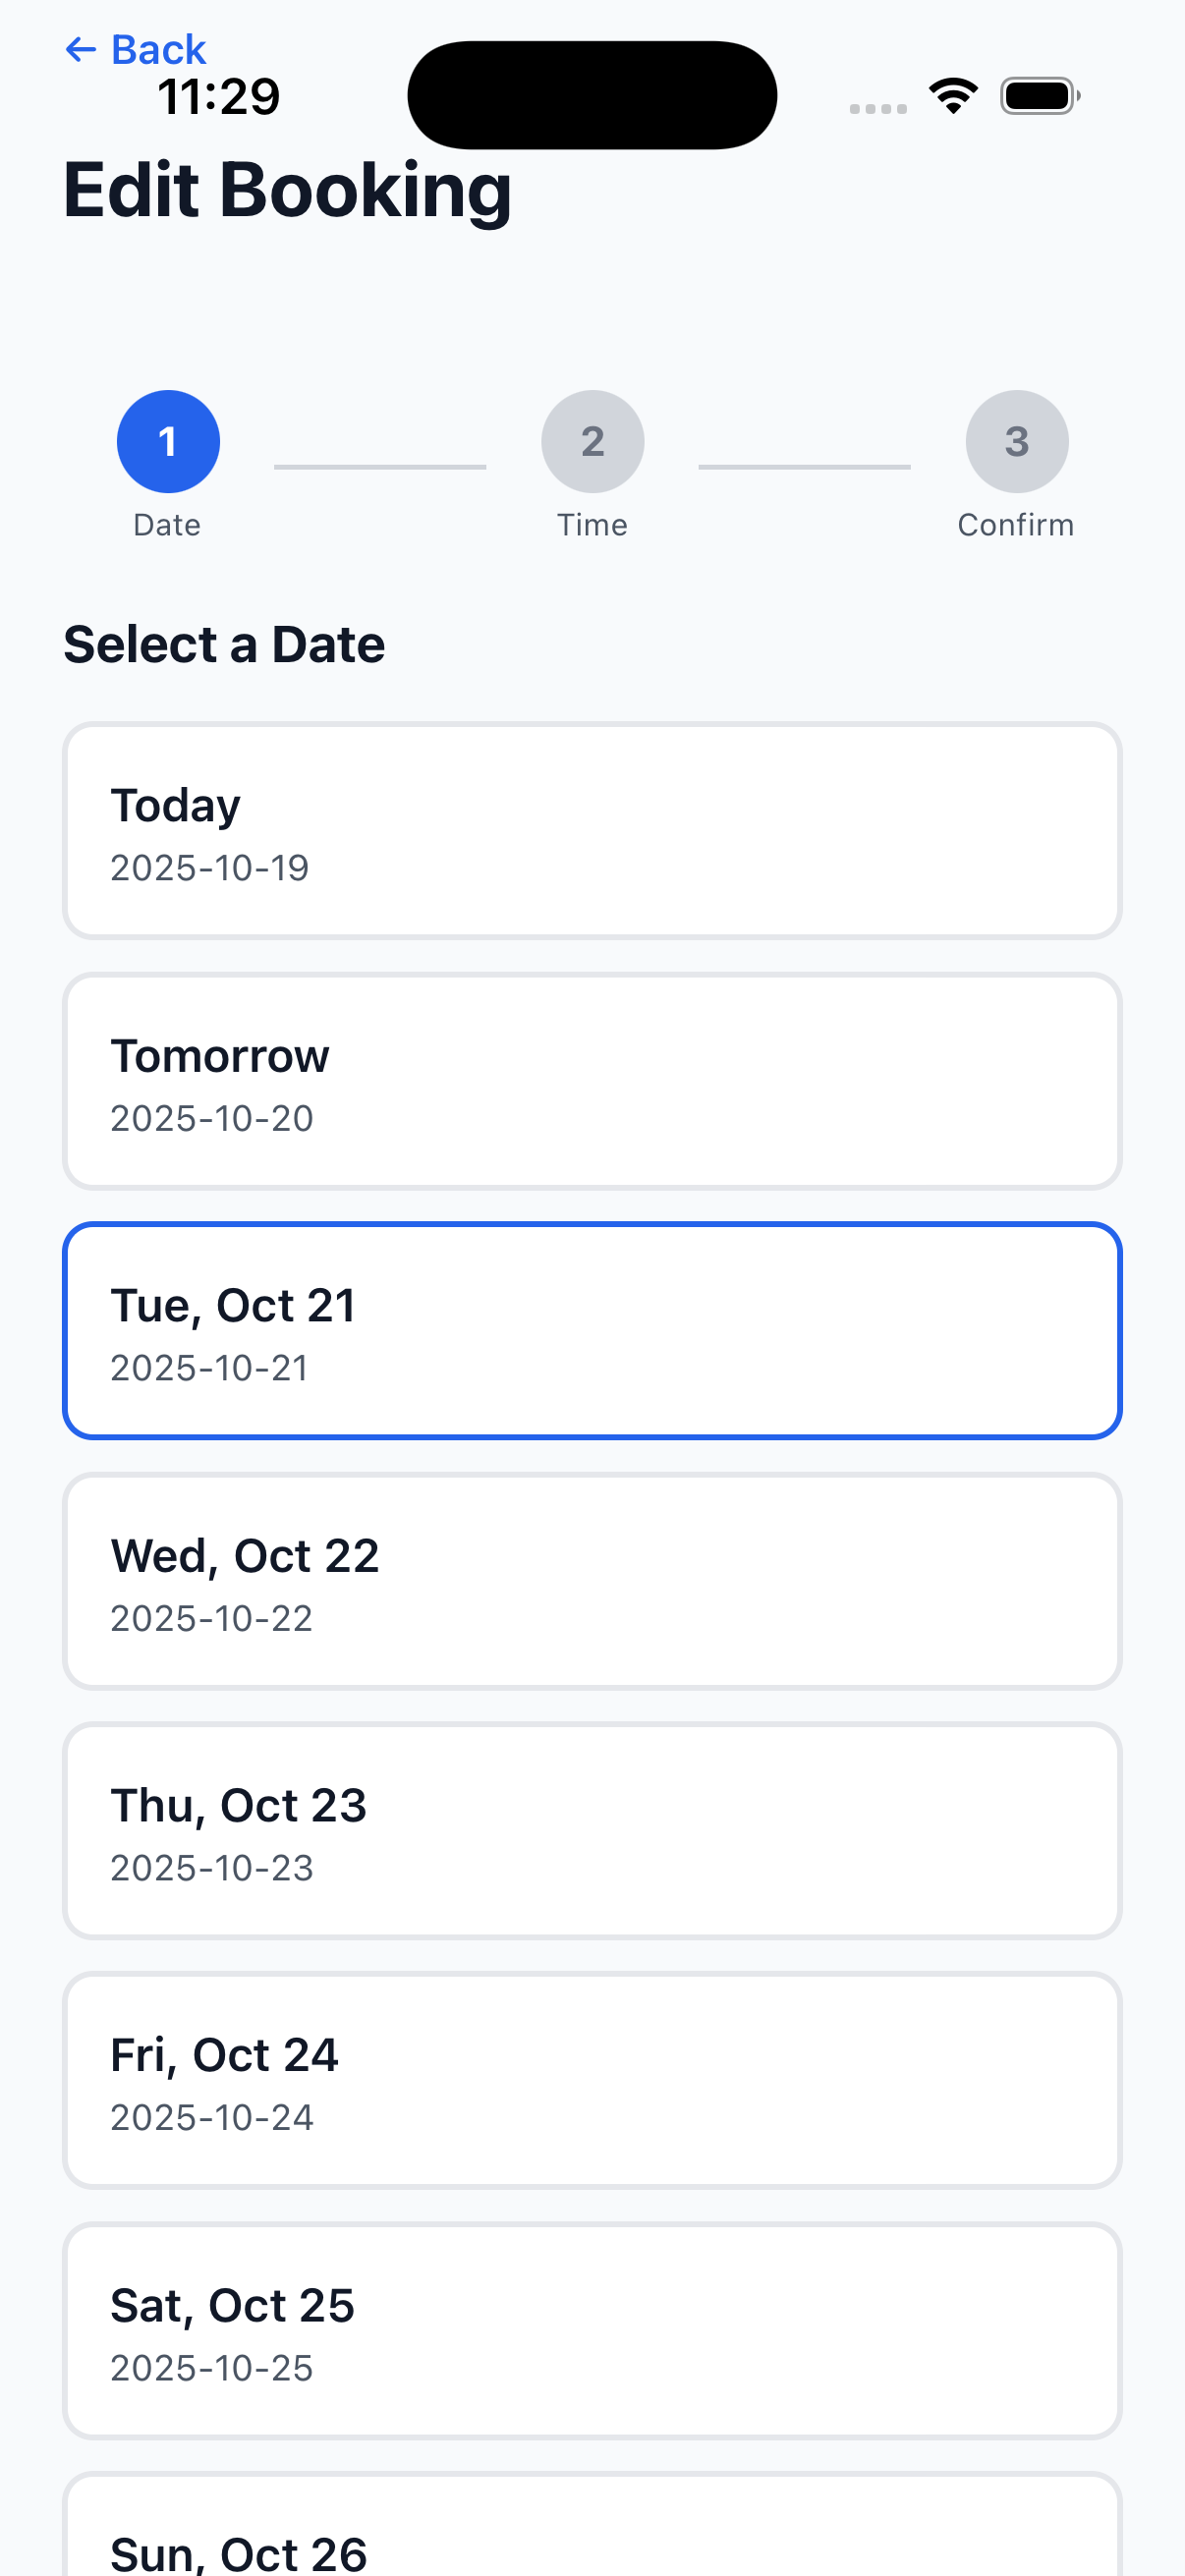 ← Back
11:29
Edit Booking
1
2
3
Date
Time
Confirm
Select a Date
Today
2025-10-19
Tomorrow
2025-10-20
Tue, Oct 21
2025-10-21
Wed, Oct 22
2025-10-22
Thu, Oct 23
2025-10-23
Fri, Oct 24
2025-10-24
Sat, Oct 25
2025-10-25
Sun, Oct 26